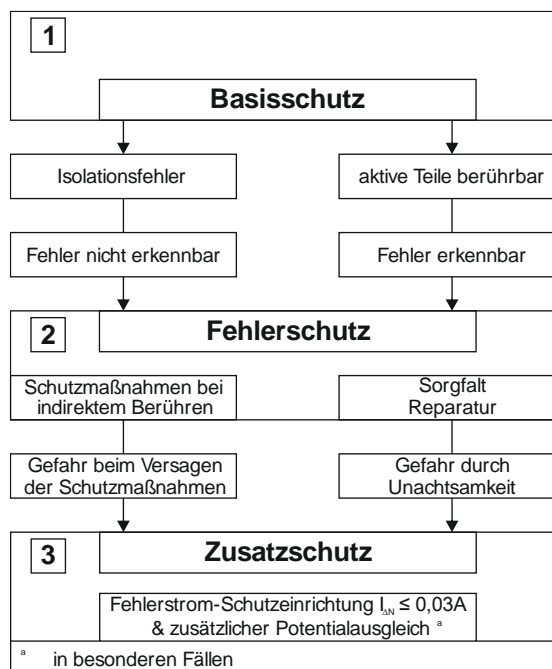 1
Basisschutz
Isolationsfehler
aktive Teile berührbar
Fehler nicht erkennbar
Fehler erkennbar
2
Fehlerschutz
Schutzmaßnahmen bei
indirektem Berühren
Sorgfalt
Reparatur
Gefahr beim Versagen
der Schutzmaßnahmen
Gefahr durch
Unachtsamkeit
3
Zusatzschutz
Fehlerstrom-Schutzeinrichtung I_ΔN ≤ 0,03A
& zusätzlicher Potentialausgleich ª
ª in besonderen Fällen